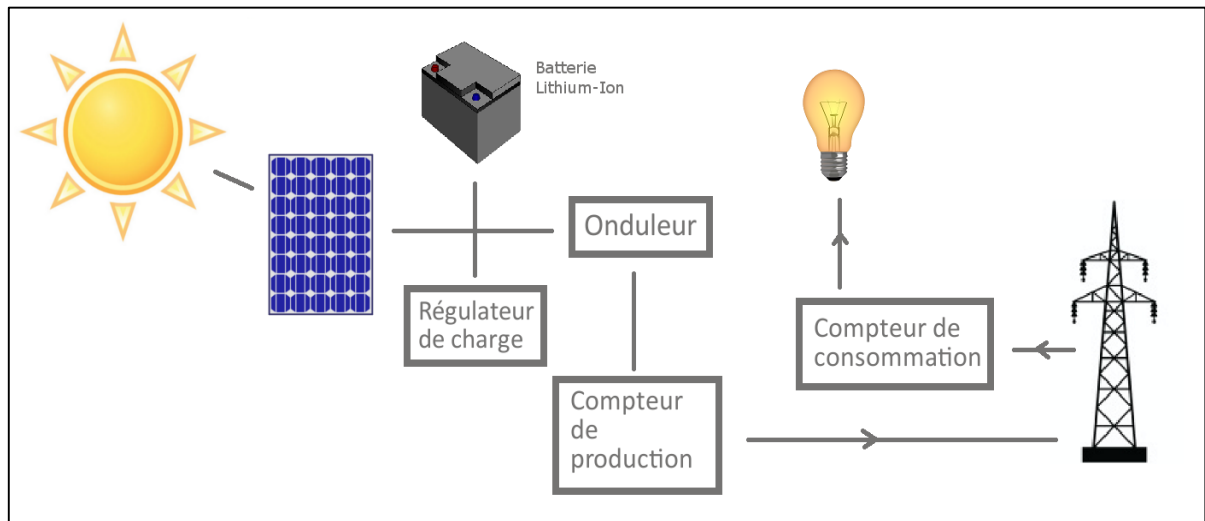 Batterie
Lithium-Ion
Onduleur
Régulateur
de charge
Compteur de
consommation
Compteur
de
production